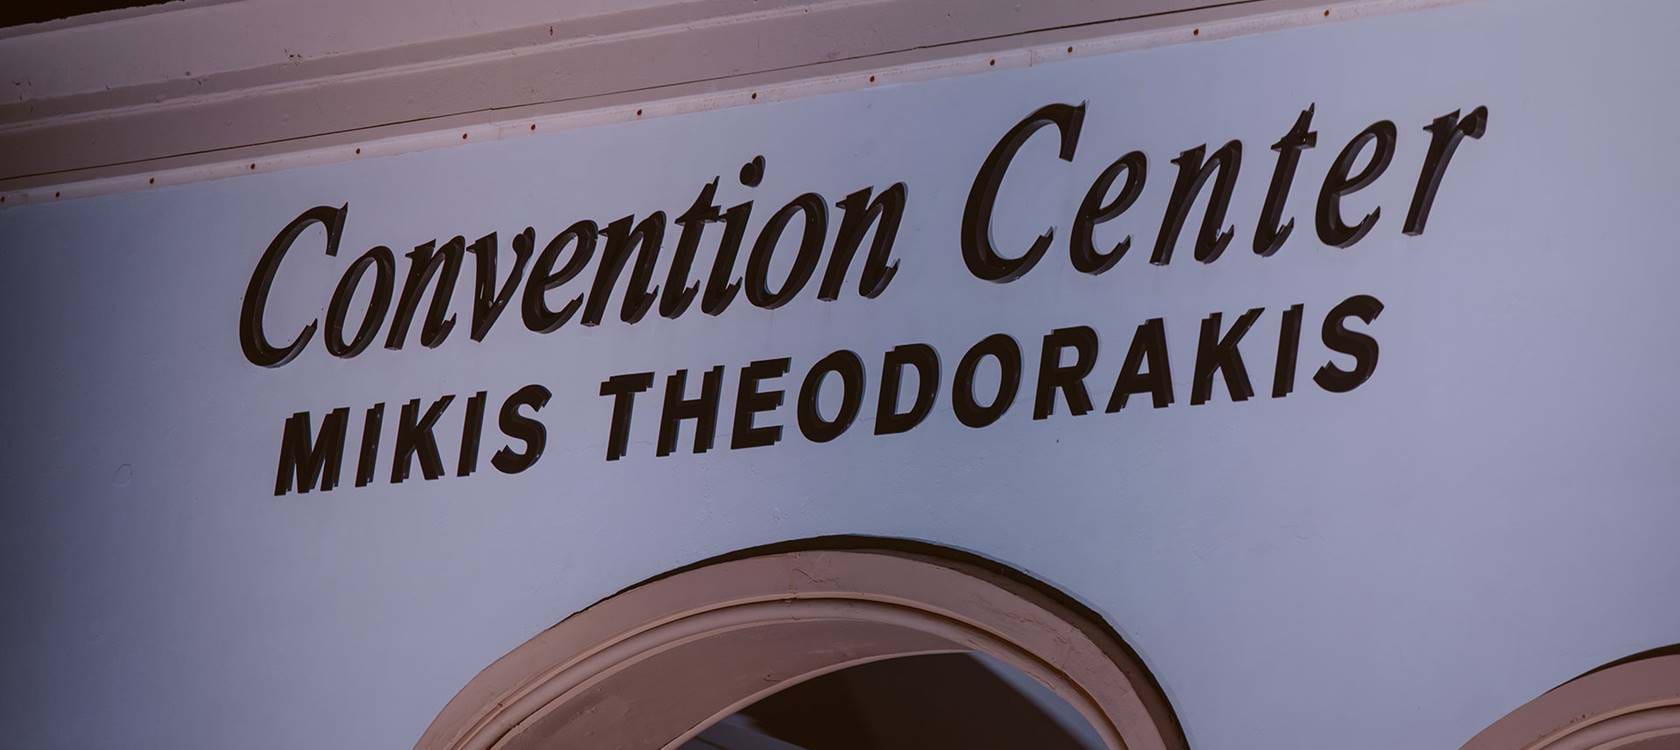 Convention Center
MIKIS THEODORAKIS